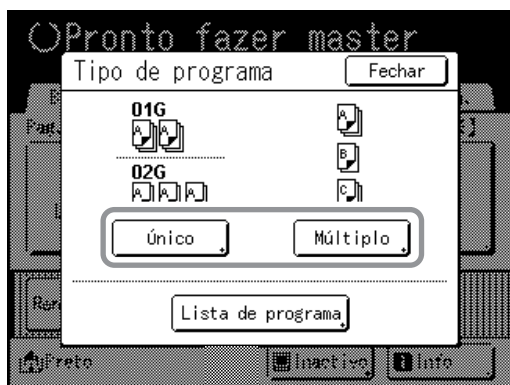 Pronto fazer master
Tipo de programa
Fechar
01G
A A
02G
A A A
A
B
C
Único
Múltiplo
Lista de programa
Preto
Inactivo
Info